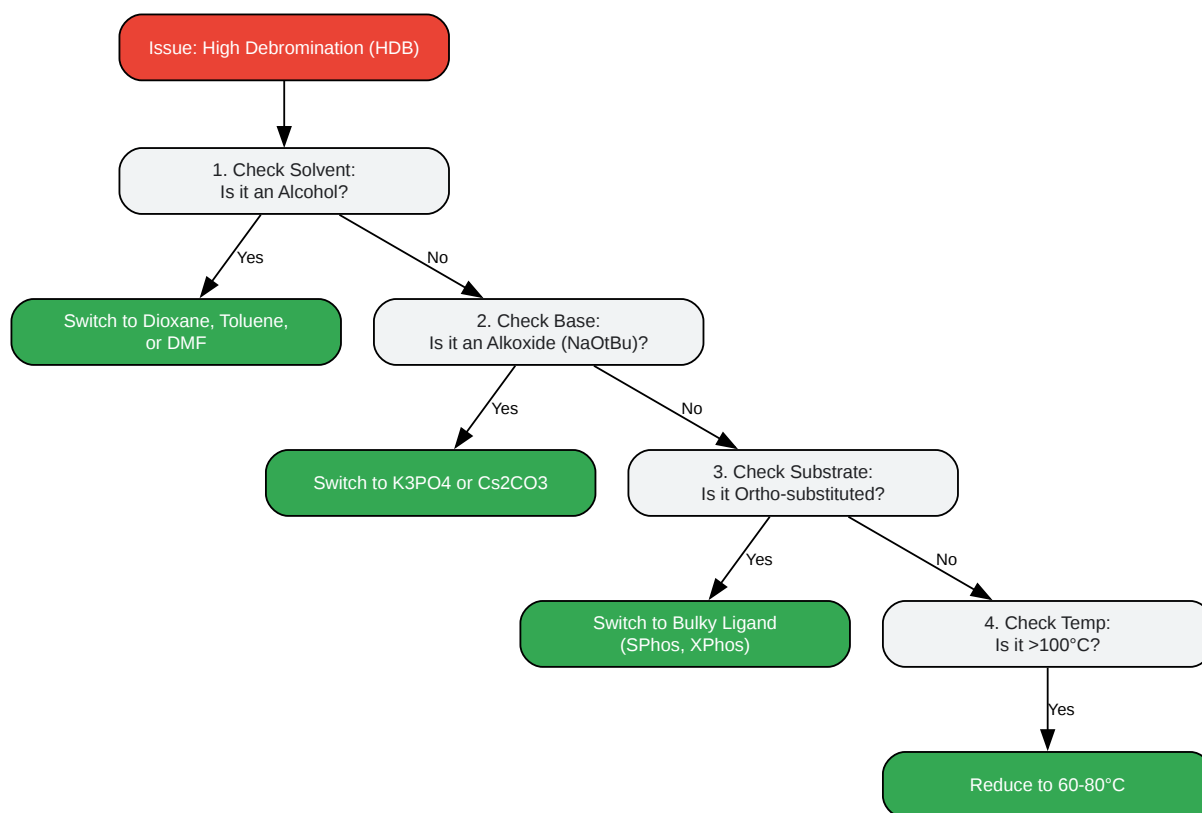 Issue: High Debromination (HDB)
1. Check Solvent:
Is it an Alcohol?
Yes
No
Switch to Dioxane, Toluene,
or DMF
2. Check Base:
Is it an Alkoxide (NaOtBu)?
Yes
No
Switch to K3PO4 or Cs2CO3
3. Check Substrate:
Is it Ortho-substituted?
Yes
No
Switch to Bulky Ligand
(SPhos, XPhos)
4. Check Temp:
Is it >100°C?
Yes
Reduce to 60-80°C